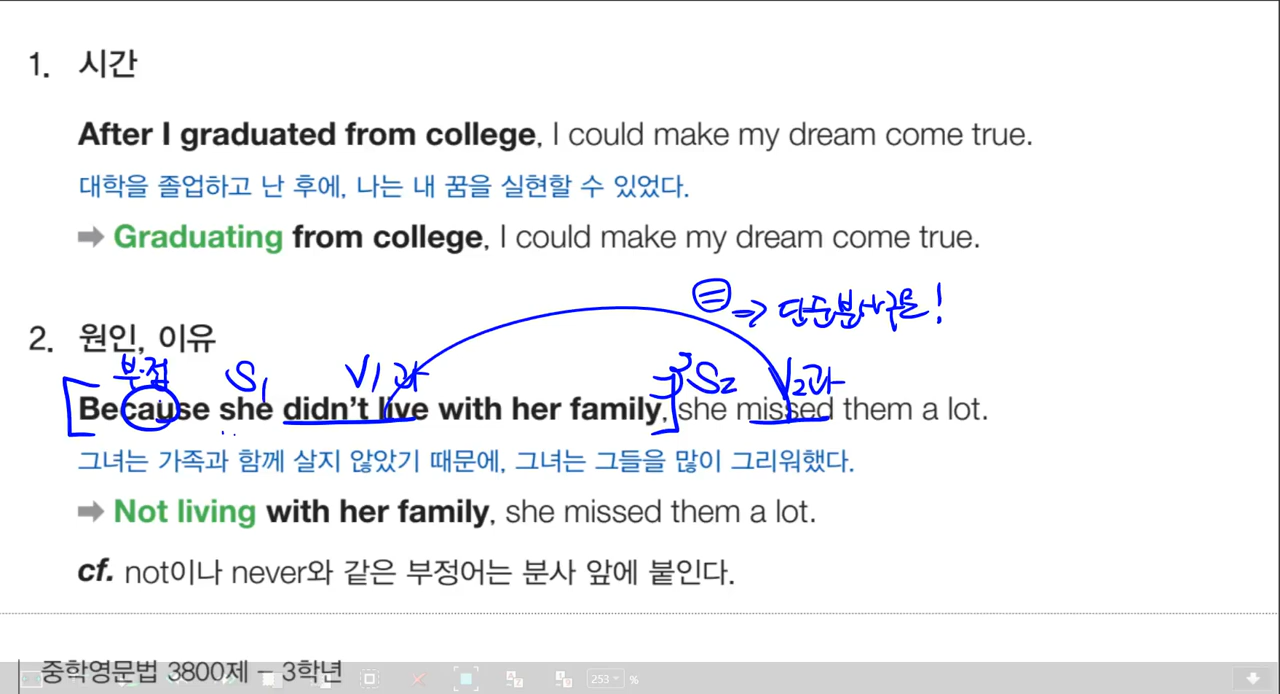 1. 시간
After I graduated from college, I could make my dream come true.
대학을 졸업하고 난 후에, 나는 내 꿈을 실현할 수 있었다.
➡ Graduating from college, I could make my dream come true.
⊜ → 단순분사구문!
2. 원인, 이유
부·접 S1 V1과 S2 V2과
Because she didn't live with her family, she missed them a lot.
그녀는 가족과 함께 살지 않았기 때문에, 그녀는 그들을 많이 그리워했다.
➡ Not living with her family, she missed them a lot.
cf. not이나 never와 같은 부정어는 분사 앞에 붙인다.
중학영문법 3800제 – 3학년
253 %